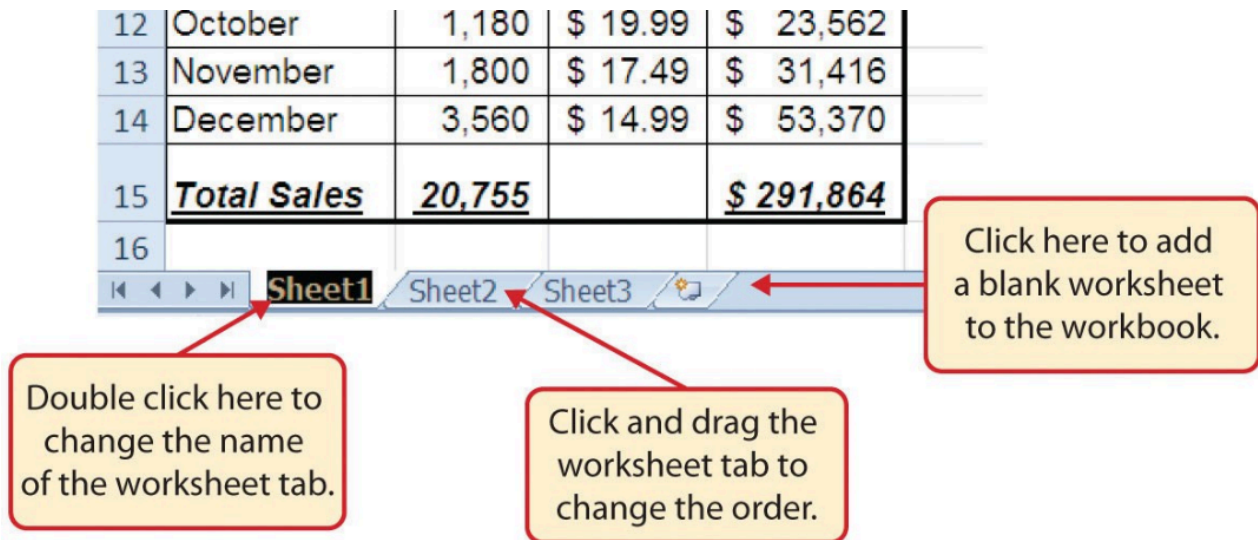 12 October 1,180 $ 19.99 $ 23,562
13 November 1,800 $ 17.49 $ 31,416
14 December 3,560 $ 14.99 $ 53,370
15 Total Sales 20,755 $ 291,864
16
Sheet1 Sheet2 Sheet3
Click here to add
a blank worksheet
to the workbook.
Double click here to
change the name
of the worksheet tab.
Click and drag the
worksheet tab to
change the order.